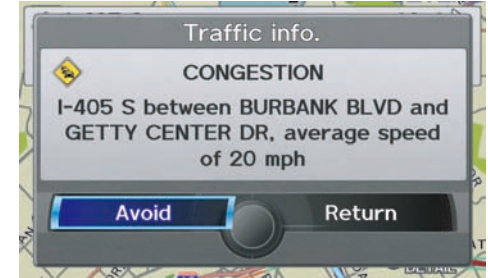 Traffic info.
CONGESTION
I-405 S between BURBANK BLVD and
GETTY CENTER DR, average speed
of 20 mph
Avoid
Return